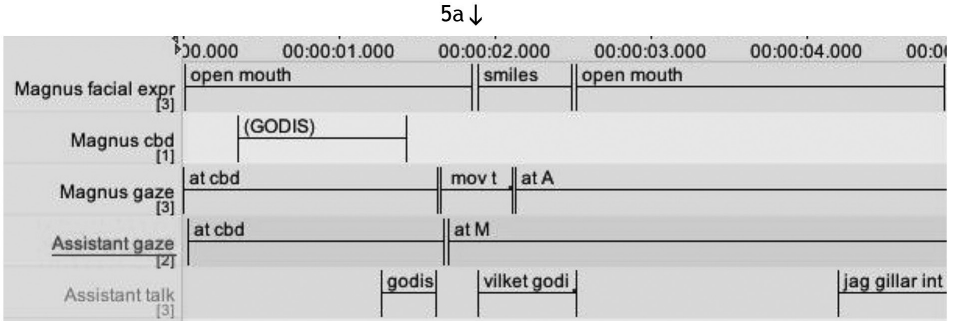 5a↓
00.000 00:00:01.000 00:00:02.000 00:00:03.000 00:00:04.000 00:0
Magnus facial expr open mouth smiles open mouth
[3]
Magnus cbd (GODIS)
[1]
Magnus gaze at cbd mov t at A
[3]
Assistant gaze at cbd at M
[2]
Assistant talk godis vilket godi jag gillar int
[3]